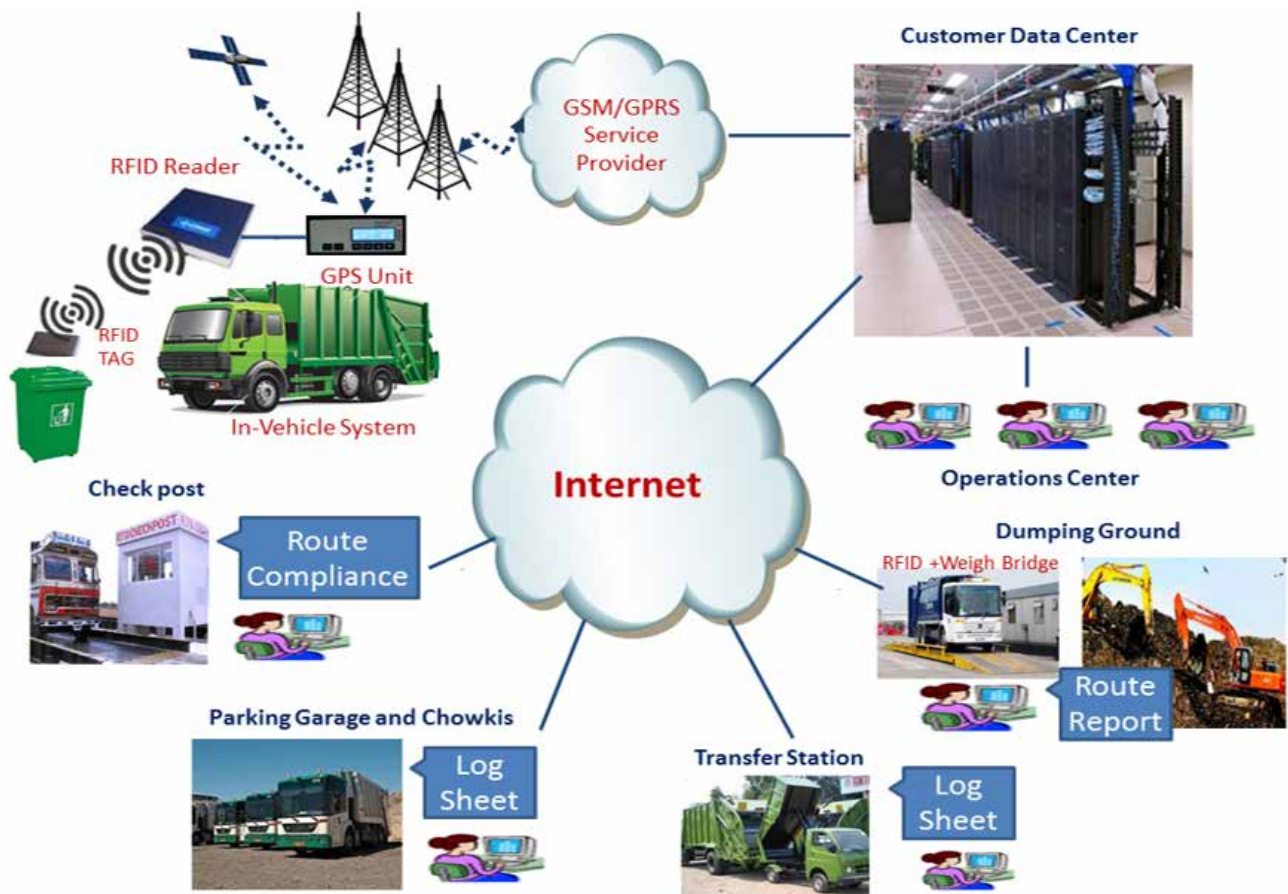 Customer Data Center
GSM/GPRS
Service
Provider
RFID Reader
GPS Unit
RFID
TAG
In-Vehicle System
Internet
Operations Center
Check post
Route
Compliance
Dumping Ground
RFID +Weigh Bridge
Route
Report
Parking Garage and Chowkis
Log
Sheet
Transfer Station
Log
Sheet